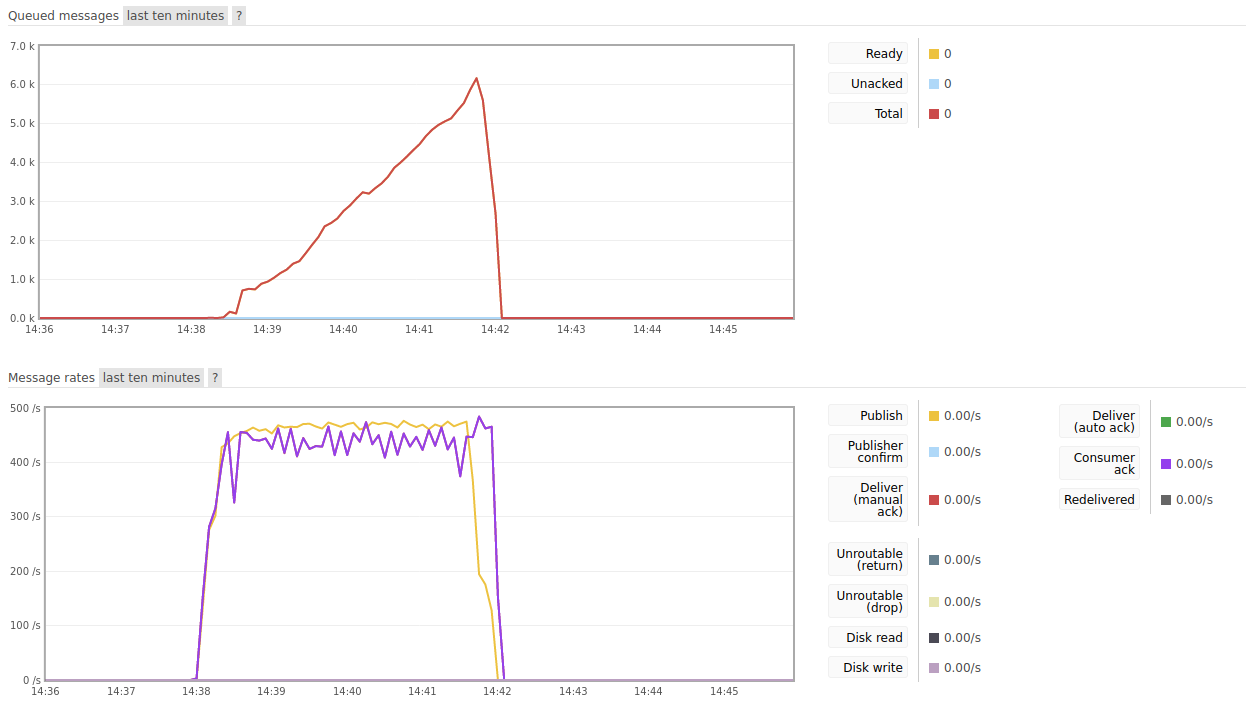 Queued messages last ten minutes ?
7.0 k
6.0 k
5.0 k
4.0 k
3.0 k
2.0 k
1.0 k
0.0 k
14:36 14:37 14:38 14:39 14:40 14:41 14:42 14:43 14:44 14:45
Ready 0
Unacked 0
Total 0
Message rates last ten minutes ?
500 /s
400 /s
300 /s
200 /s
100 /s
0 /s
14:36 14:37 14:38 14:39 14:40 14:41 14:42 14:43 14:44 14:45
Publish 0.00/s
Publisher
confirm 0.00/s
Deliver
(manual 0.00/s
ack)
Unroutable 0.00/s
(return)
Unroutable 0.00/s
(drop)
Disk read 0.00/s
Disk write 0.00/s
Deliver 0.00/s
(auto ack)
Consumer 0.00/s
ack
Redelivered 0.00/s